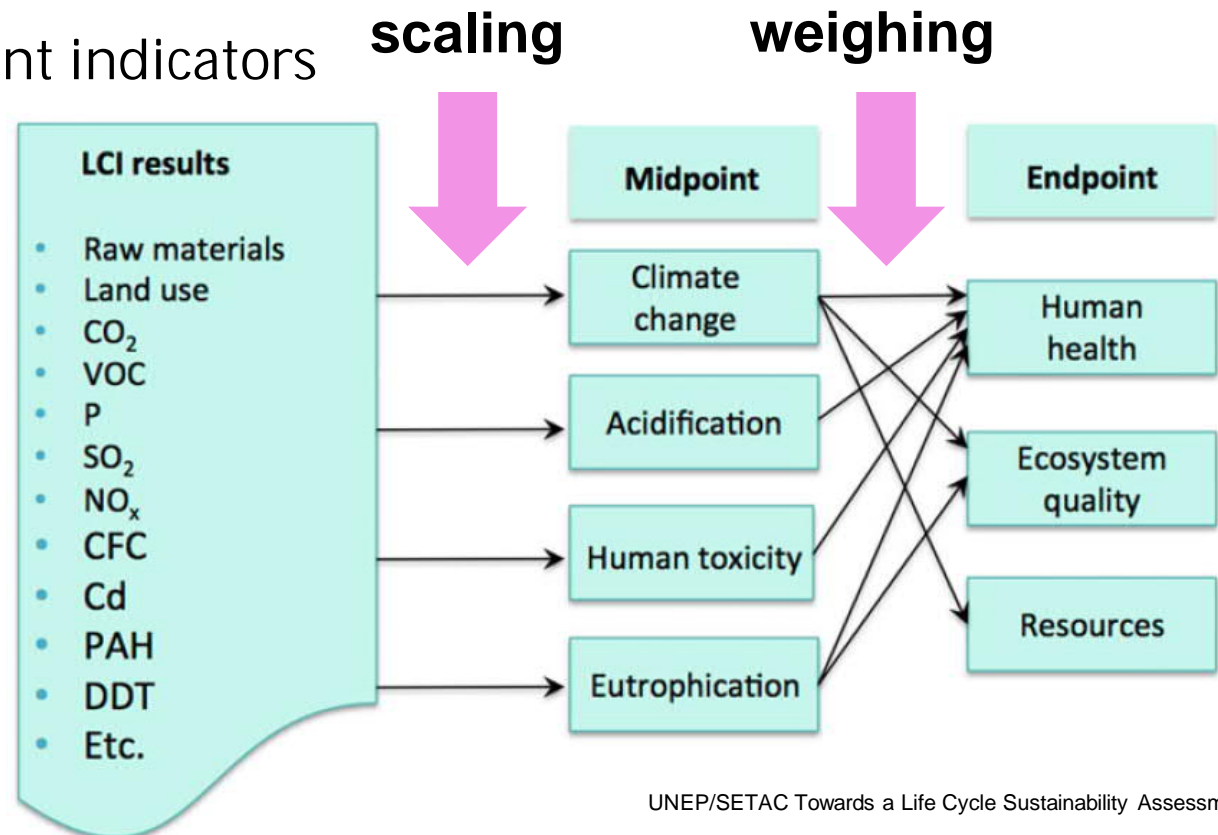 nt indicators
scaling
weighing
LCI results
• Raw materials
• Land use
• CO₂
• VOC
• P
• SO₂
• NOₓ
• CFC
• Cd
• PAH
• DDT
• Etc.
Midpoint
Climate
change
Acidification
Human toxicity
Eutrophication
Endpoint
Human
health
Ecosystem
quality
Resources
UNEP/SETAC Towards a Life Cycle Sustainability Assessm